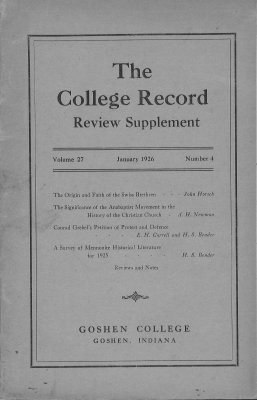 The
College Record
Review Supplement
Volume 27 January 1926 Number 4
The Origin and Faith of the Swiss Brethren - - - John Horsch
The Significance of the Anabaptist Movement in the
History of the Christian Church - A. H. Newman
Conrad Grebel's Petition of Protest and Defence
- - - - E. H. Correll and H. S. Bender
A Survey of Mennonite Historical Literature
for 1925 - - - - H. S. Bender
Reviews and Notes
GOSHEN COLLEGE
GOSHEN, INDIANA